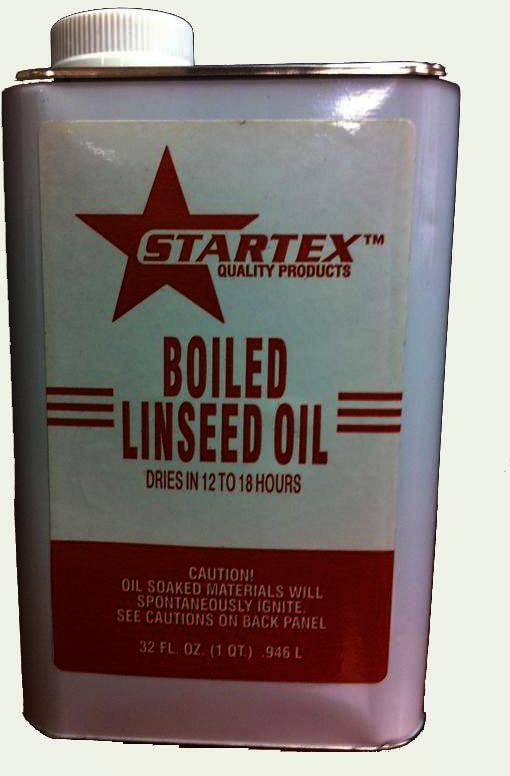 STARTEX™
QUALITY PRODUCTS
BOILED
LINSEED OIL
DRIES IN 12 TO 18 HOURS
CAUTION!
OIL SOAKED MATERIALS WILL
SPONTANEOUSLY IGNITE.
SEE CAUTIONS ON BACK PANEL
32 FL. OZ. (1 QT.) .946 L